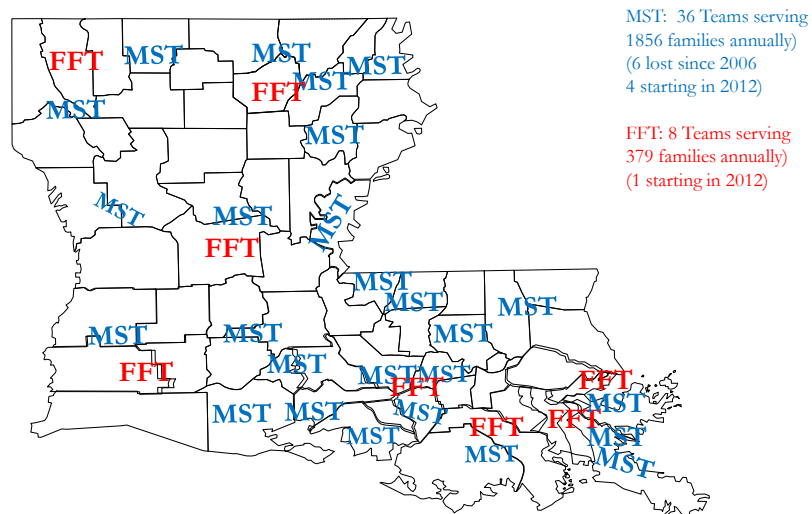 MST: 36 Teams serving
1856 families annually)
(6 lost since 2006
4 starting in 2012)
FFT: 8 Teams serving
379 families annually)
(1 starting in 2012)
FFT
MST
MST
MST
MST
FFT
MST
MST
MST
MST
MST
FFT
MST
MST
MST
MST
MST
MST
MST
FFT
MST
MST
MST
FFT
FFT
MST
MST
MST
MST
FFT
FFT
MST
MST
MST
MST